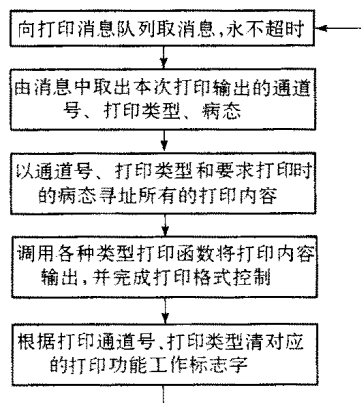 向打印消息队列取消息,永不超时
由消息中取出本次打印输出的通道
号、打印类型、病态
以通道号、打印类型和要求打印时
的病态寻址所有的打印内容
调用各种类型打印函数将打印内容
输出,并完成打印格式控制
根据打印通道号、打印类型清对应
的打印功能工作标志字